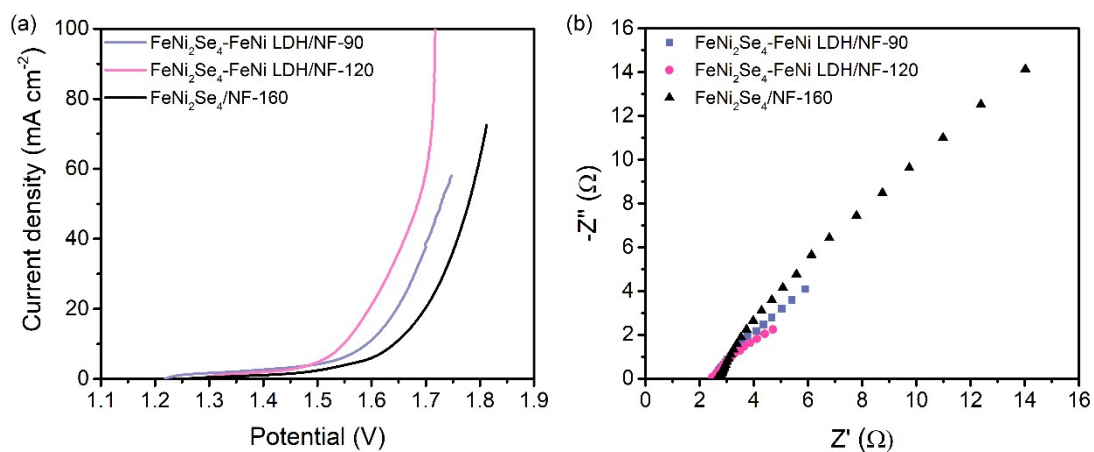 (a)
FeNi₂Se₄-FeNi LDH/NF-90
FeNi₂Se₄-FeNi LDH/NF-120
FeNi₂Se₄/NF-160
Current density (mA cm⁻²)
100
80
60
40
20
0
1.1 1.2 1.3 1.4 1.5 1.6 1.7 1.8 1.9
Potential (V)
(b)
FeNi₂Se₄-FeNi LDH/NF-90
FeNi₂Se₄-FeNi LDH/NF-120
FeNi₂Se₄/NF-160
-Z" (Ω)
-16
-14
12
10
8
6
4
2
0
0 2 4 6 8 10 12 14 16
Z' (Ω)